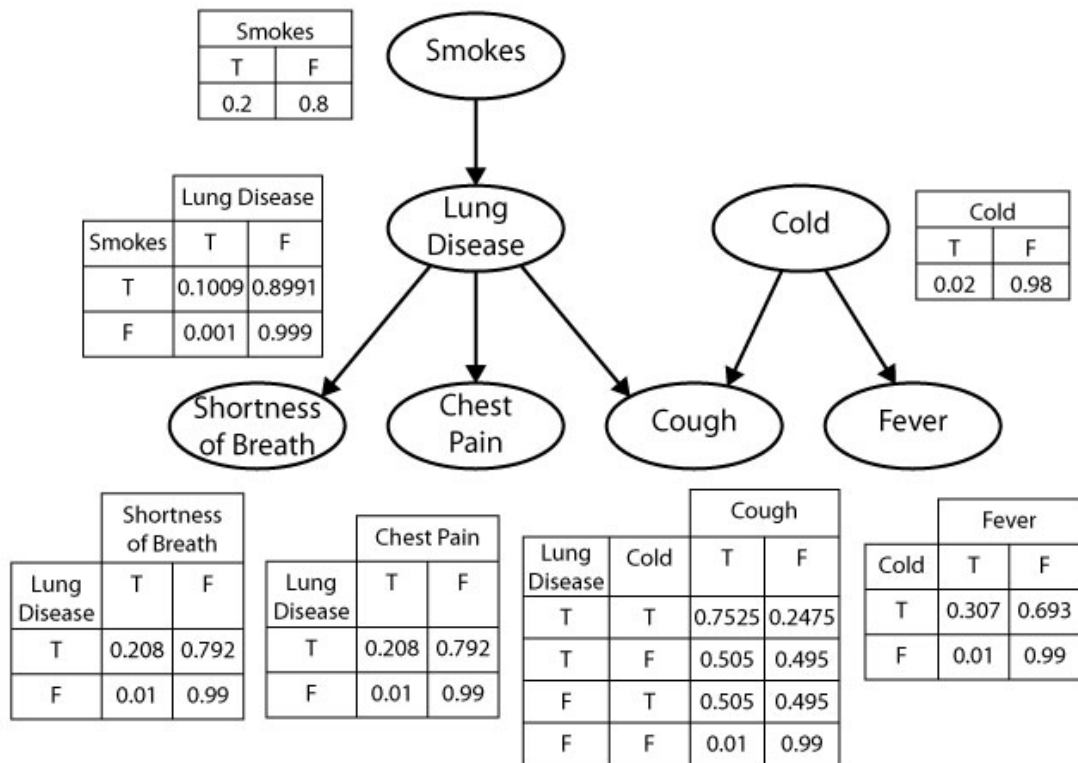 Smokes
T F
0.2 0.8
Smokes
Lung Disease
Smokes T F
T 0.1009 0.8991
F 0.001 0.999
Lung
Disease
Cold
Cold
T F
0.02 0.98
Shortness
of Breath
Chest
Pain
Cough
Fever
Shortness
of Breath
Lung
Disease
T F
T 0.208 0.792
F 0.01 0.99
Chest Pain
Lung
Disease
T F
T 0.208 0.792
F 0.01 0.99
Cough
Lung
Disease
Cold T F
T T 0.7525 0.2475
T F 0.505 0.495
F T 0.505 0.495
F F 0.01 0.99
Fever
Cold T F
T 0.307 0.693
F 0.01 0.99